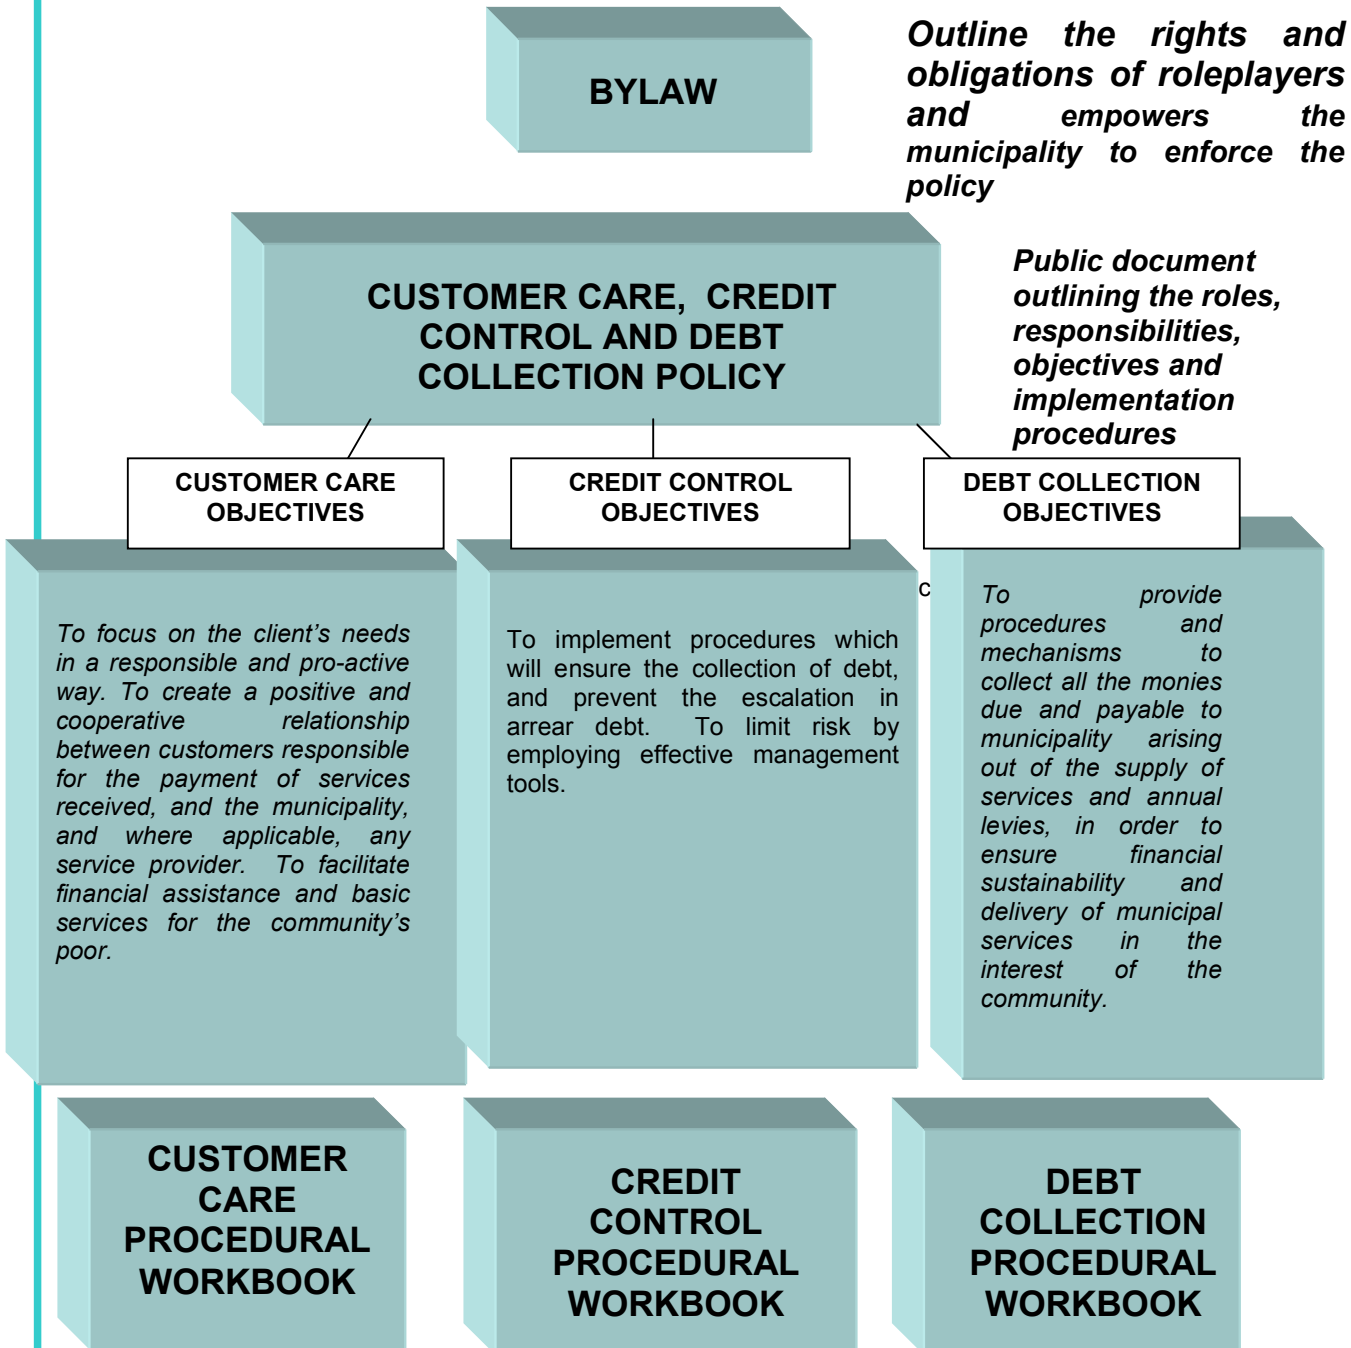 BYLAW
Outline the rights and
obligations of roleplayers
and empowers the
municipality to enforce the
policy
CUSTOMER CARE, CREDIT
CONTROL AND DEBT
COLLECTION POLICY
Public document
outlining the roles,
responsibilities,
objectives and
implementation
procedures
CUSTOMER CARE
OBJECTIVES
To focus on the client's needs
in a responsible and pro-active
way. To create a positive and
cooperative relationship
between customers responsible
for the payment of services
received, and the municipality,
and where applicable, any
service provider. To facilitate
financial assistance and basic
services for the community's
poor.
CREDIT CONTROL
OBJECTIVES
To implement procedures which
will ensure the collection of debt,
and prevent the escalation in
arrear debt. To limit risk by
employing effective management
tools.
c
DEBT COLLECTION
OBJECTIVES
To provide
procedures and
mechanisms to
collect all the monies
due and payable to
municipality arising
out of the supply of
services and annual
levies, in order to
ensure financial
sustainability and
delivery of municipal
services in the
interest of the
community.
CUSTOMER
CARE
PROCEDURAL
WORKBOOK
CREDIT
CONTROL
PROCEDURAL
WORKBOOK
DEBT
COLLECTION
PROCEDURAL
WORKBOOK